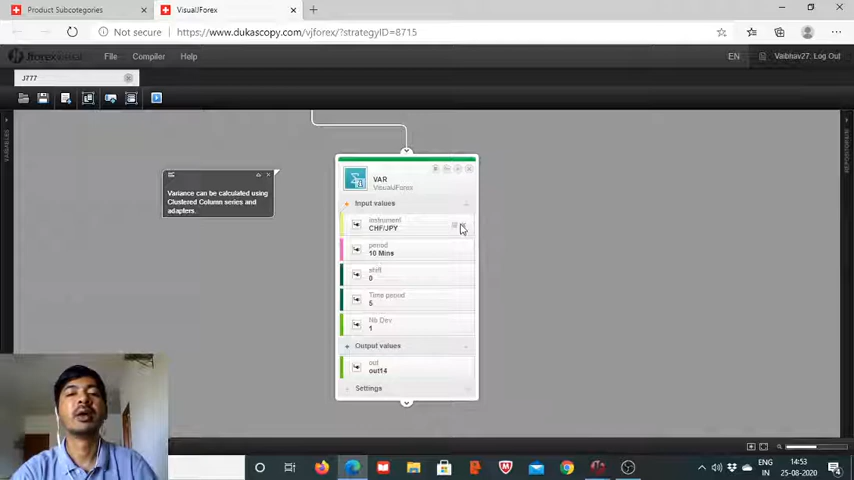 Product Subcategories
VisualJForex
Not secure
https://www.dukascopy.com/vjforex/?strategyID=8715
File
Compiler
Help
EN
Vaibhav27. Log Out
J777
VARIABLES
REPOSITORY
Variance can be calculated using
Clustered Column series and
adapters.
VAR
VisualJForex
Input values
instrument
CHF/JPY
period
10 Mins
shift
0
Time period
5
Nb Dev
1
Output values
out
out14
Settings
ENG
IN
14:53
25-08-2020
4